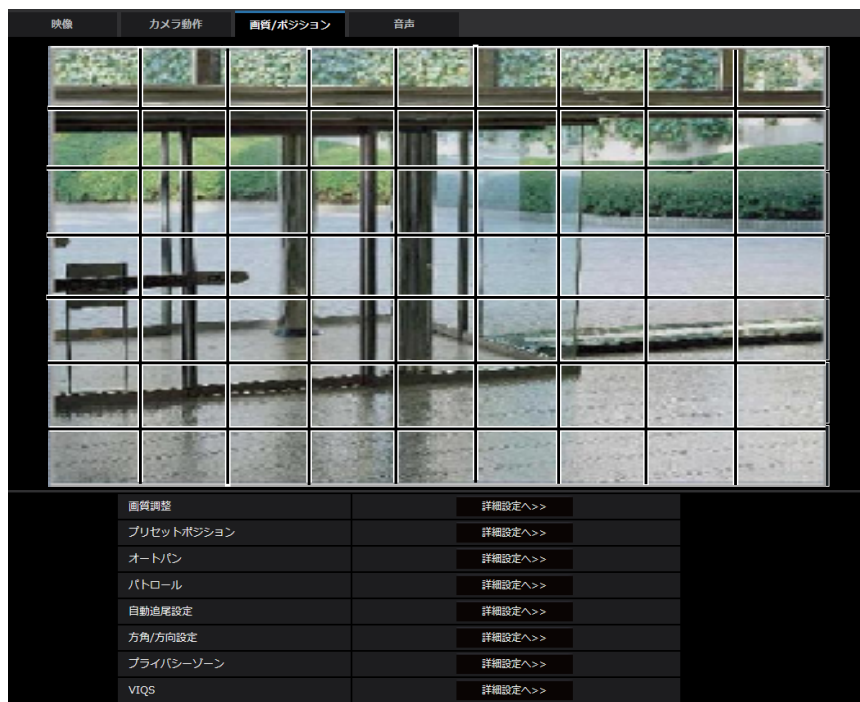 映像 カメラ動作 画質/ポジション 音声
画質調整 詳細設定へ>>
プリセットポジション 詳細設定へ>>
オートパン 詳細設定へ>>
パトロール 詳細設定へ>>
自動追尾設定 詳細設定へ>>
方角/方向設定 詳細設定へ>>
プライバシーゾーン 詳細設定へ>>
VIQS 詳細設定へ>>